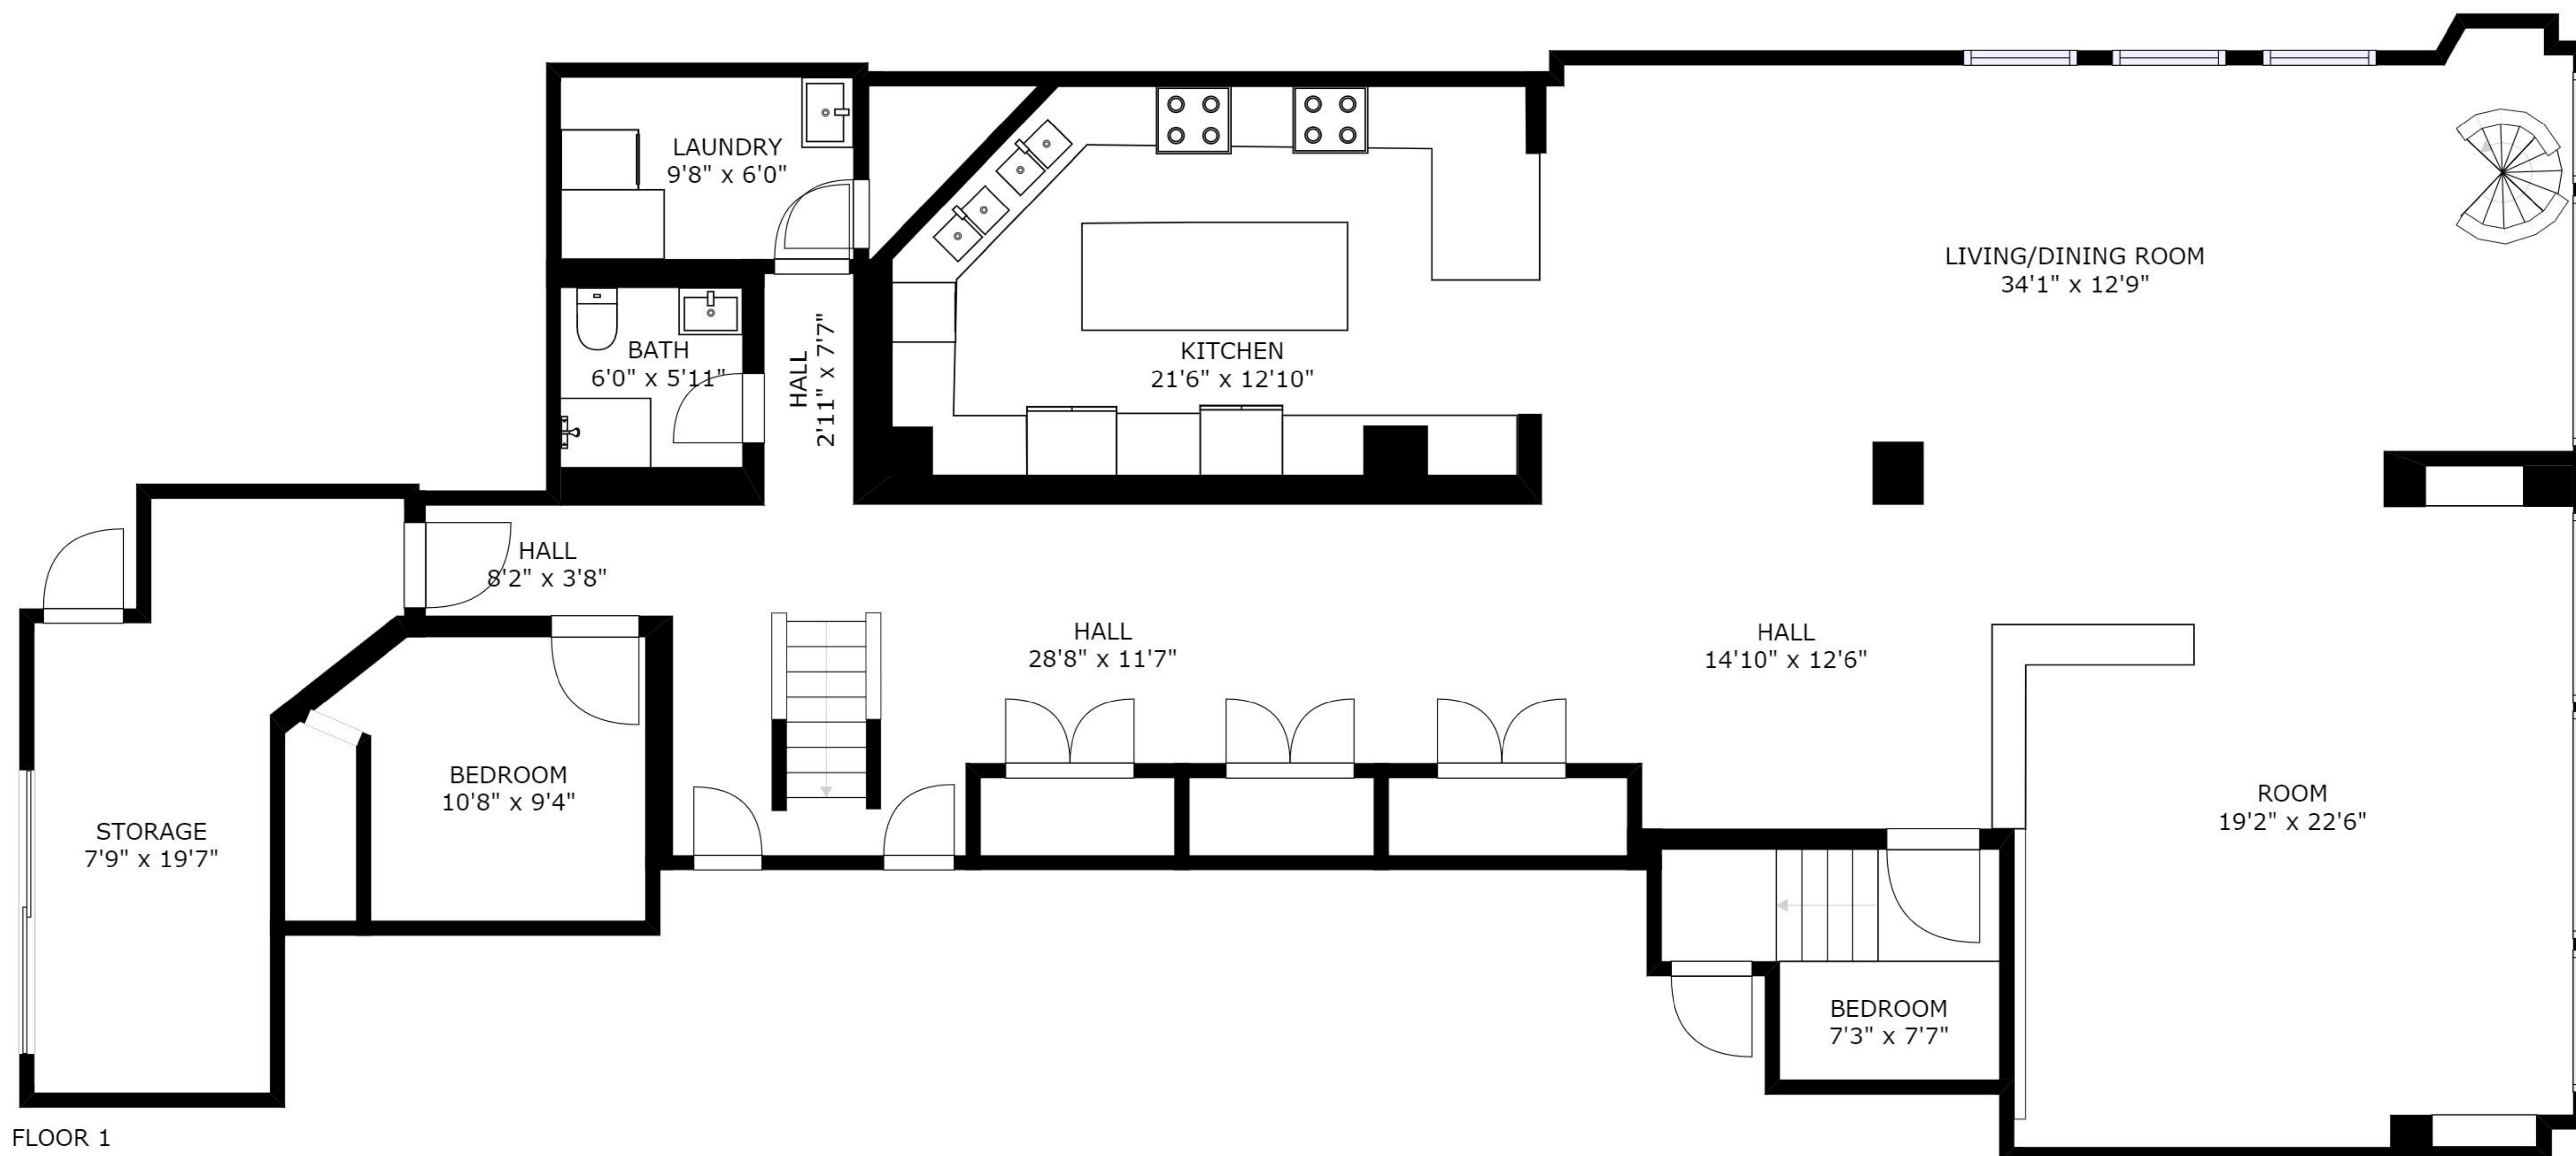 LAUNDRY
9'8" x 6'0"
LIVING/DINING ROOM
34'1" x 12'9"
BATH
6'0" x 5'11"
HALL
2'11" x 7'7"
KITCHEN
21'6" x 12'10"
HALL
8'2" x 3'8"
HALL
28'8" x 11'7"
HALL
14'10" x 12'6"
BEDROOM
10'8" x 9'4"
ROOM
19'2" x 22'6"
STORAGE
7'9" x 19'7"
BEDROOM
7'3" x 7'7"
FLOOR 1